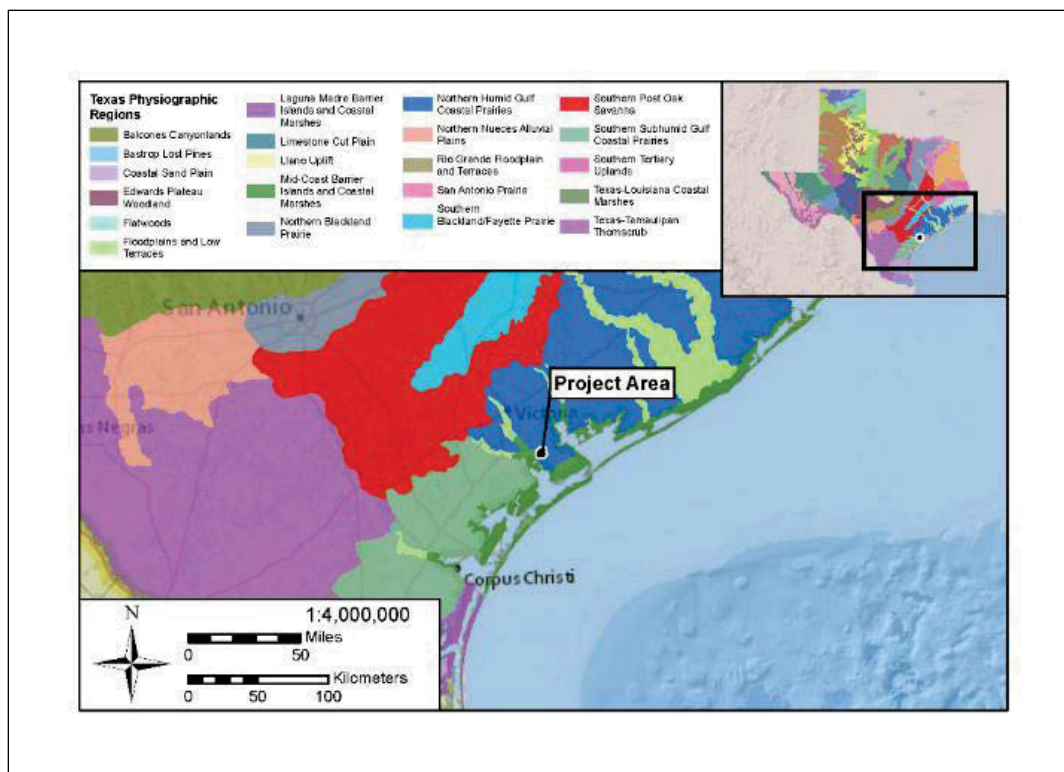 Texas Physiographic
Regions
Balcones Canyonlands
Bastrop Lost Pines
Coastal Sand Plain
Edwards Plateau
Woodland
Flatwoods
Floodplains and Low
Terraces
Laguna Madre Barrier
Islands and Coastal
Marshes
Limestone Cut Plain
Llano Uplift
Mid-Coast Barrier
Islands and Coastal
Marshes
Northern Blackland
Prairie
Northern Humid Gulf
Coastal Prairies
Northern Nueces Alluvial
Plains
Rio Grande Floodplain
and Terraces
San Antonio Prairie
Southern
Blackland/Fayette Prairie
Southern Post Oak
Savanna
Southern Subhumid Gulf
Coastal Prairies
Southern Tertiary
Uplands
Texas-Louisiana Coastal
Marshes
Texas-Tamaulipan
Thornscrub
San Antonio
Project Area
Victoria
as Negras
Corpus Christi
N
1:4,000,000
Miles
0 50
Kilometers
0 50 100